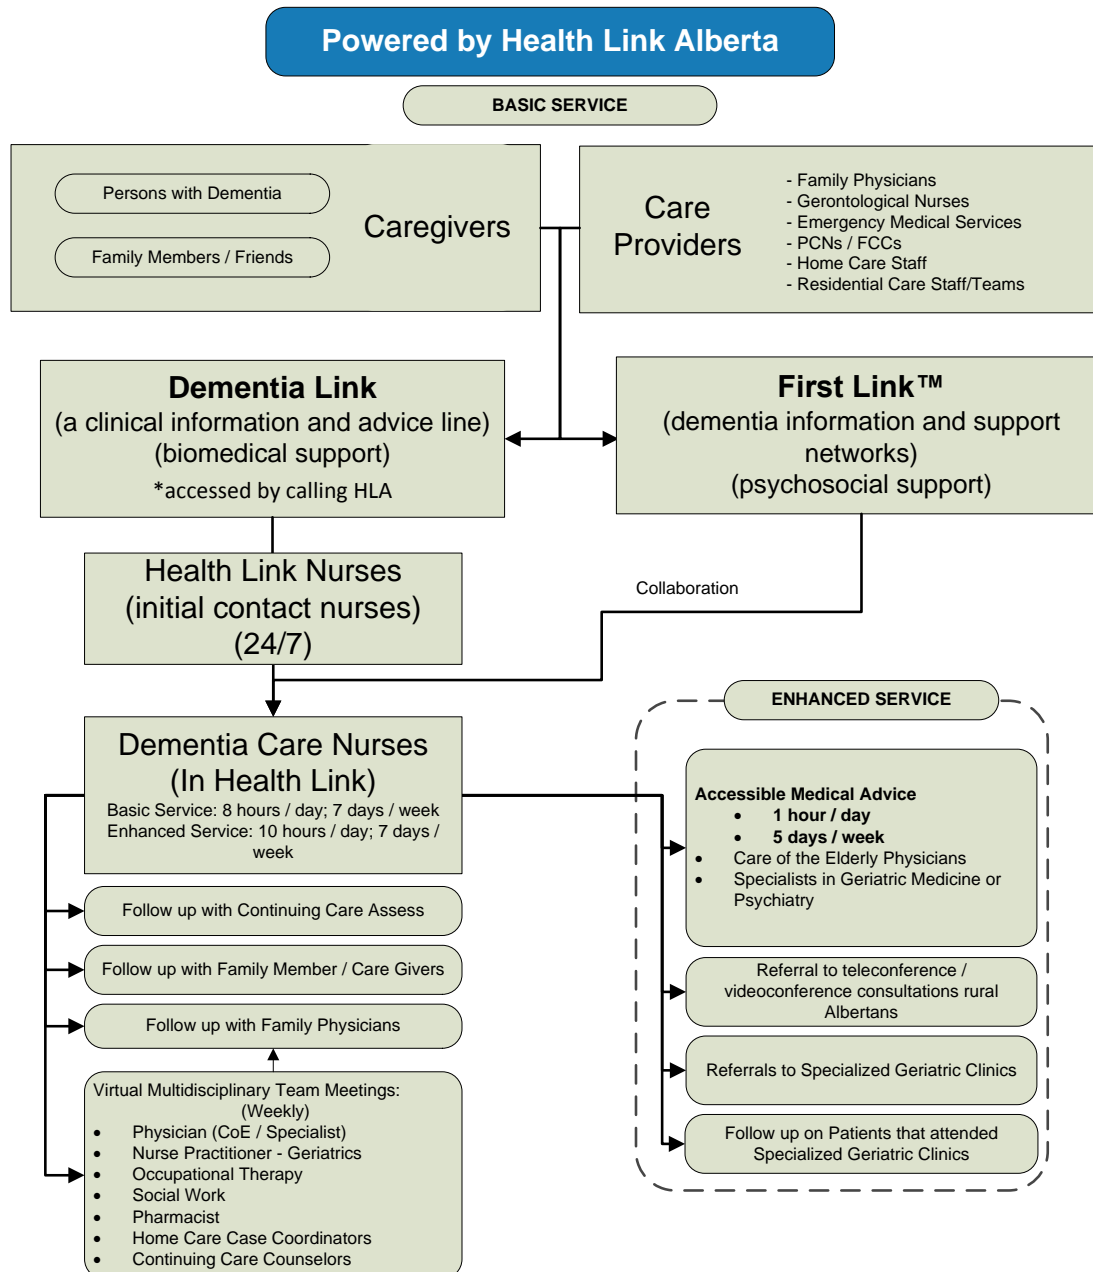 Powered by Health Link Alberta
BASIC SERVICE
Persons with Dementia
Family Members / Friends
Caregivers
Care
Providers
- Family Physicians
- Gerontological Nurses
- Emergency Medical Services
- PCNs / FCCs
- Home Care Staff
- Residential Care Staff/Teams
Dementia Link
(a clinical information and advice line)
(biomedical support)
*accessed by calling HLA
First Link™
(dementia information and support
networks)
(psychosocial support)
Health Link Nurses
(initial contact nurses)
(24/7)
Collaboration
Dementia Care Nurses
(In Health Link)
Basic Service: 8 hours / day; 7 days / week
Enhanced Service: 10 hours / day; 7 days /
week
Follow up with Continuing Care Assess
Follow up with Family Member / Care Givers
Follow up with Family Physicians
Virtual Multidisciplinary Team Meetings:
(Weekly)
• Physician (CoE / Specialist)
• Nurse Practitioner - Geriatrics
• Occupational Therapy
• Social Work
• Pharmacist
• Home Care Case Coordinators
• Continuing Care Counselors
ENHANCED SERVICE
Accessible Medical Advice
• 1 hour / day
• 5 days / week
• Care of the Elderly Physicians
• Specialists in Geriatric Medicine or
Psychiatry
Referral to teleconference /
videoconference consultations rural
Albertans
Referrals to Specialized Geriatric Clinics
Follow up on Patients that attended
Specialized Geriatric Clinics